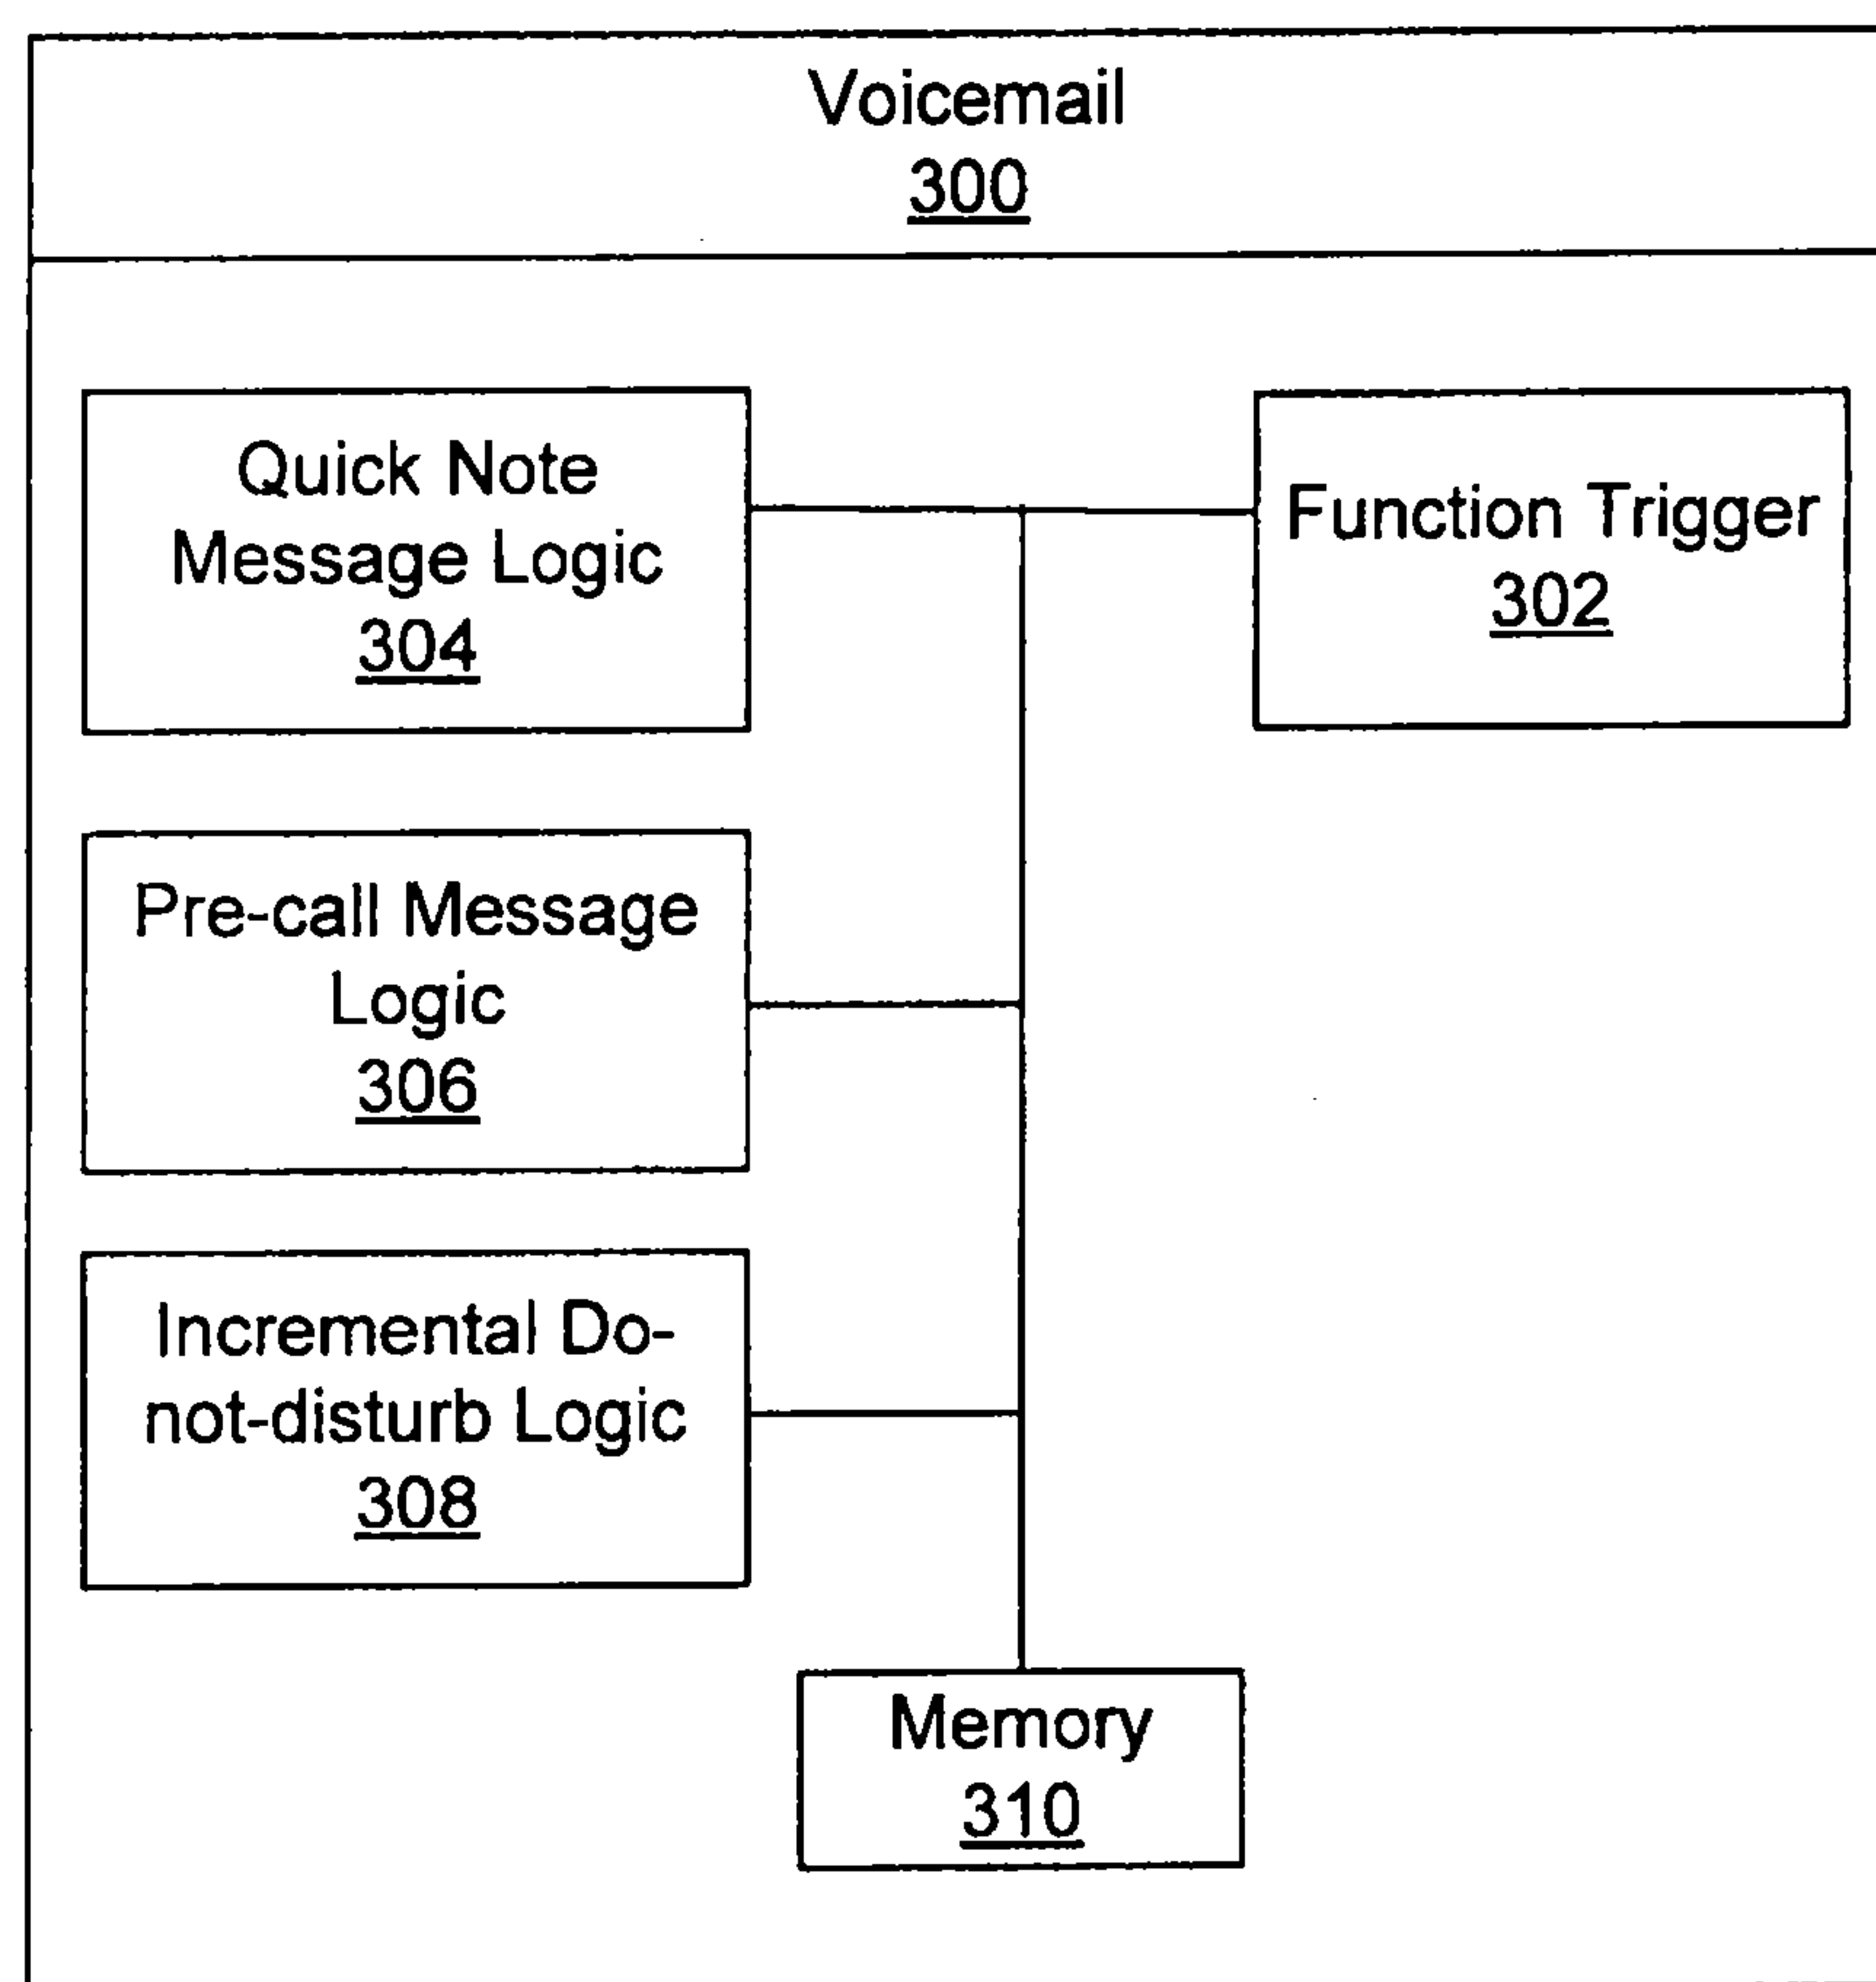 Voicemail
300
Quick Note
Message Logic
304
Function Trigger
302
Pre-call Message
Logic
306
Incremental Do-
not-disturb Logic
308
Memory
310